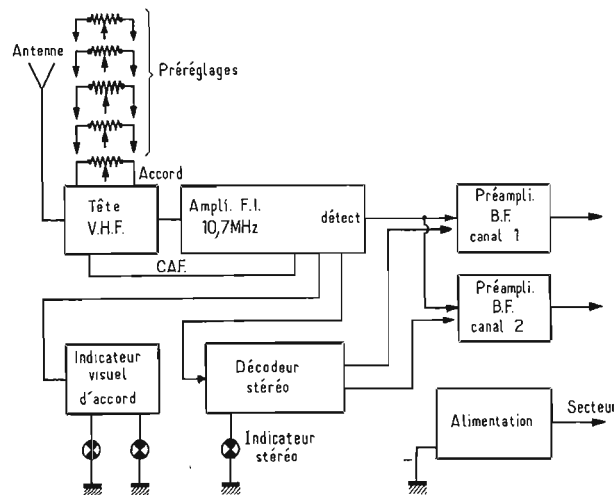 Antenne
Préréglages
Accord
Tête
V.H.F.
Ampli. F.I.
10,7MHz
détect
C.A.F.
Préampli.
B.F.
canal 1
Préampli.
B.F.
canal 2
Indicateur
visuel
d'accord
Décodeur
stéréo
Indicateur
stéréo
Alimentation
Secteur